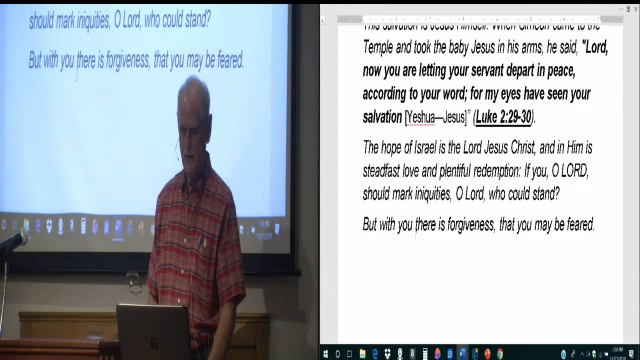 should mark iniquities, O Lord, who could stand?
But with you there is forgiveness, that you may be feared.
This salvation is Jesus Himself. When Simeon came to the
Temple and took the baby Jesus in his arms, he said, "Lord,
now you are letting your servant depart in peace,
according to your word; for my eyes have seen your
salvation [Yeshua—Jesus]" (Luke 2:29-30).
The hope of Israel is the Lord Jesus Christ, and in Him is
steadfast love and plentiful redemption: If you, O LORD,
should mark iniquities, O Lord, who could stand?
But with you there is forgiveness, that you may be feared.